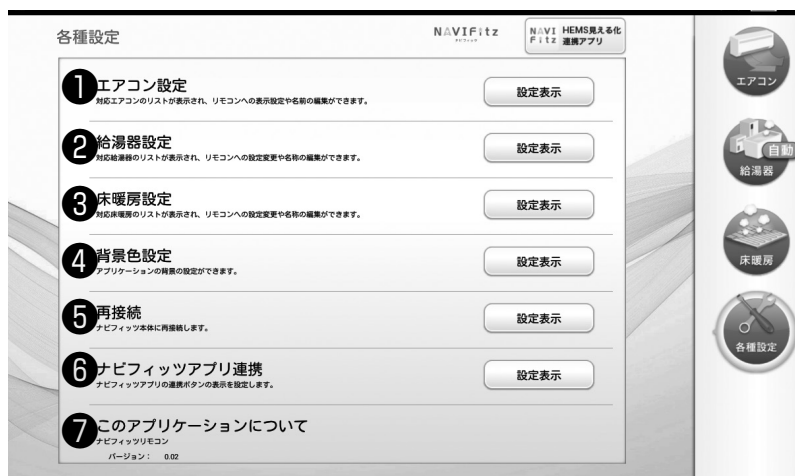 各種設定
NAVIFitz
ナビフィッツ
NAVI Fitz HEMS見える化 連携アプリ
❶エアコン設定
対応エアコンのリストが表示され、リモコンへの表示設定や名前の編集ができます。
設定表示
❷給湯器設定
対応給湯器のリストが表示され、リモコンへの設定変更や名称の編集ができます。
設定表示
❸床暖房設定
対応床暖房のリストが表示され、リモコンへの設定変更や名称の編集ができます。
設定表示
❹背景色設定
アプリケーションの背景の設定ができます。
設定表示
❺再接続
ナビフィッツ本体に再接続します。
設定表示
❻ナビフィッツアプリ連携
ナビフィッツアプリの連携ボタンの表示を設定します。
設定表示
❼このアプリケーションについて
ナビフィッツリモコン
バージョン： 0.02
エアコン
自動
給湯器
床暖房
各種設定